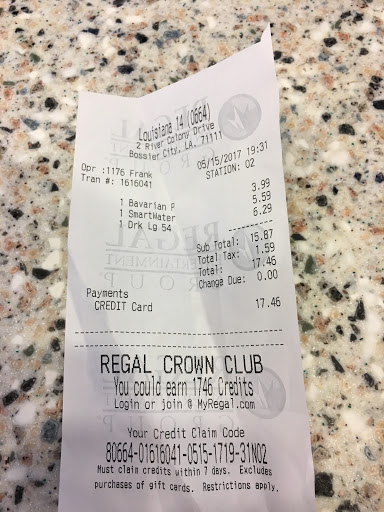 Louisiana 14 (0664)
2 River Colony Drive
Bossier City, LA. 71111
05/15/2017 19:31
Opr :1176 Frank STATION: 02
Tran #: 1616041
1 Bavarian P 3.99
1 SmartWater 5.59
1 Drk Lg 54 6.29
Sub Total: 15.87
Total Tax: 1.59
Total: 17.46
Change Due: 0.00
Payments
CREDIT Card 17.46
REGAL CROWN CLUB
You could earn 1746 Credits
Login or join @ MyRegal.com
Your Credit Claim Code
80664-01616041-0515-1719-31NO2
Must claim credits within 7 days. Excludes
purchases of gift cards. Restrictions apply.
REGAL
ENTERTAINMENT
GROUP